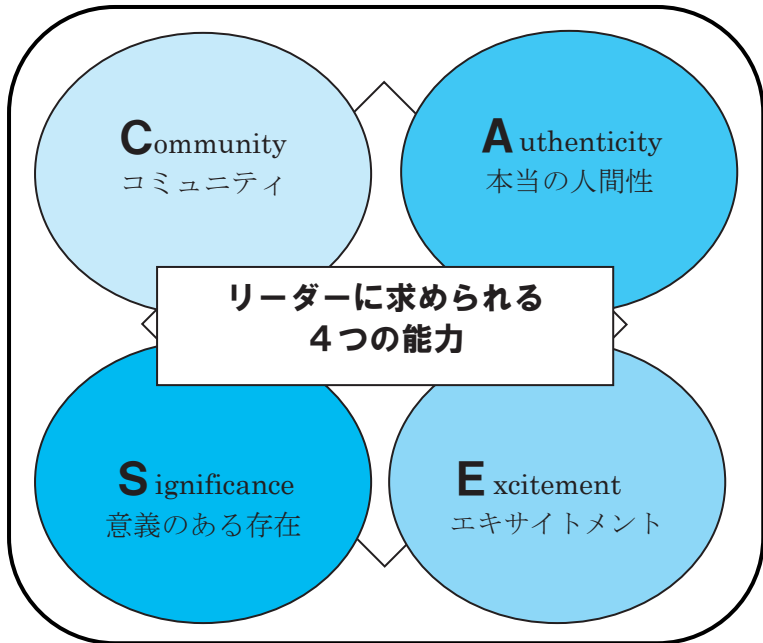 Community
コミュニティ
Authenticity
本当の人間性
リーダーに求められる
４つの能力
Significance
意義のある存在
Excitement
エキサイトメント